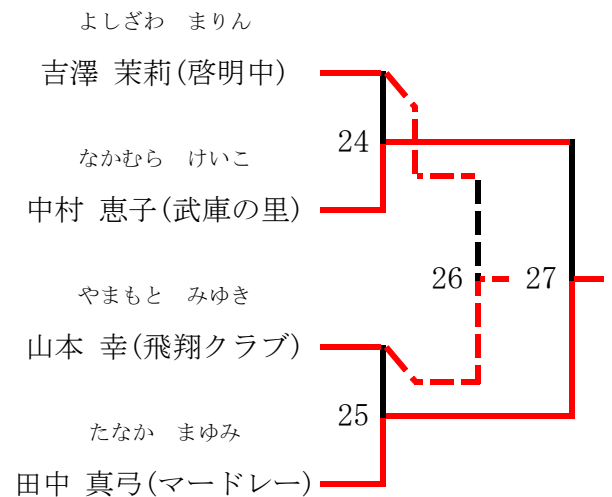 よしざわ まりん
吉澤 茉莉(啓明中)
24
なかむら けいこ
中村 恵子(武庫の里)
26
27
やまもと みゆき
山本 幸(飛翔クラブ)
25
たなか まゆみ
田中 真弓(マードレー)